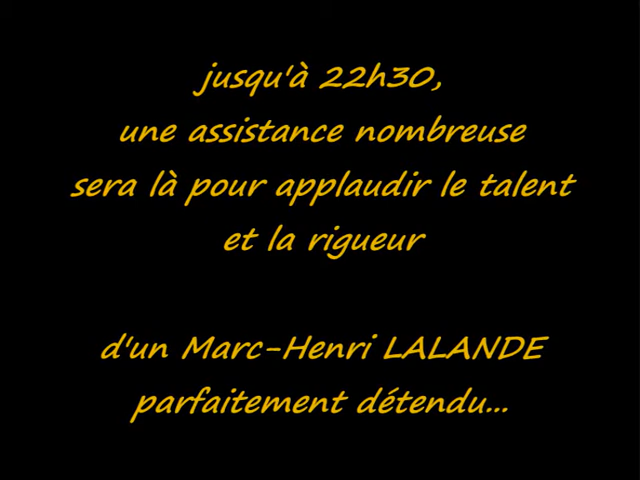 jusqu'à 22h30,
une assistance nombreuse
sera là pour applaudir le talent
et la rigueur
d'un Marc-Henri LALANDE
parfaitement détendu...